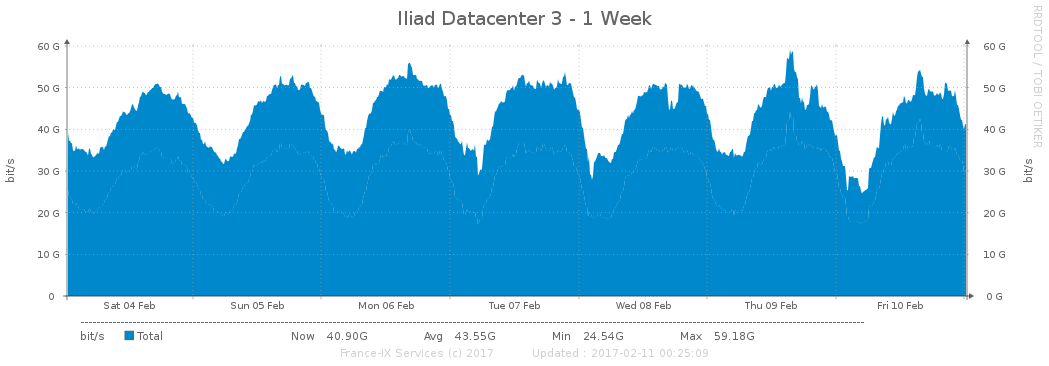 Iliad Datacenter 3 - 1 Week
RRDTOOL / TOBI OETIKER
60 G 60 G
50 G 50 G
40 G 40 G
30 G 30 G
20 G 20 G
10 G 10 G
0 0 G
bit/s bit/s
Sat 04 Feb Sun 05 Feb Mon 06 Feb Tue 07 Feb Wed 08 Feb Thu 09 Feb Fri 10 Feb
bit/s Total Now 40.90G Avg 43.55G Min 24.54G Max 59.18G
France-IX Services (c) 2017 Updated : 2017-02-11 00:25:09